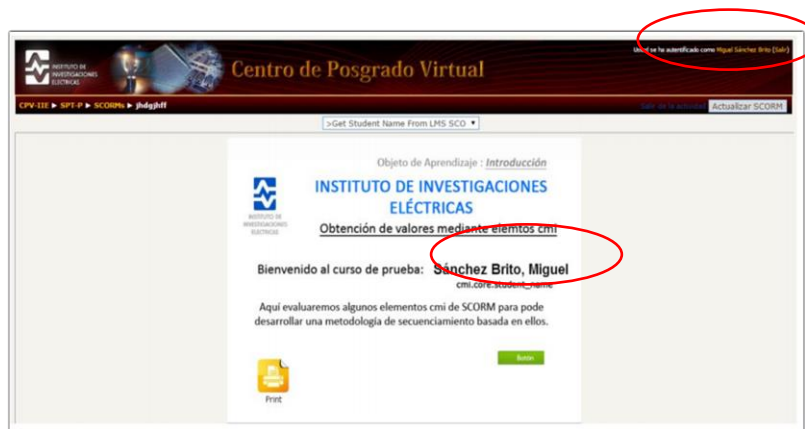 Usted se ha autentificado como Miguel Sánchez Brito (Salir)
INSTITUTO DE
INVESTIGACIONES
ELÉCTRICAS
Centro de Posgrado Virtual
CPV-IIE ► SPT-P ► SCORMs ► jhdgjhff
Salir de la actividad
Actualizar SCORM
>Get Student Name From LMS SCO
Objeto de Aprendizaje : Introducción
INSTITUTO DE INVESTIGACIONES
ELÉCTRICAS
INSTITUTO DE
INVESTIGACIONES
ELÉCTRICAS
Obtención de valores mediante elemtos cmi
Bienvenido al curso de prueba: Sánchez Brito, Miguel
cmi.core.student_name
Aquí evaluaremos algunos elementos cmi de SCORM para pode
desarrollar una metodología de secuenciamiento basada en ellos.
Botón
Print